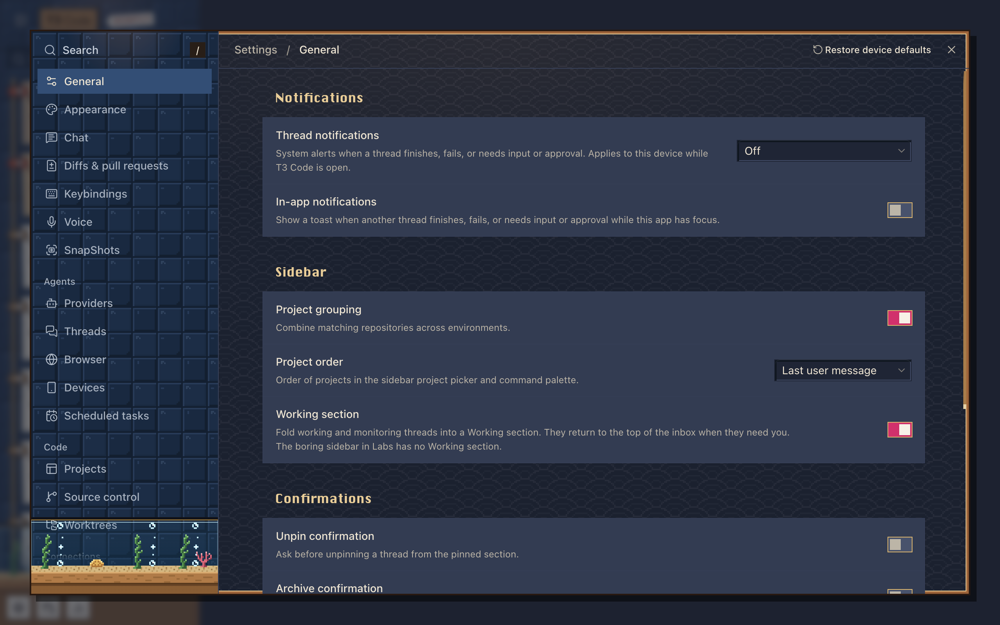 Search /
General
Appearance
Chat
Diffs & pull requests
Keybindings
Voice
SnapShots
Agents
Providers
Threads
Browser
Devices
Scheduled tasks
Code
Projects
Source control
Worktrees
Connections
Settings / General
Restore device defaults
Notifications
Thread notifications
System alerts when a thread finishes, fails, or needs input or approval. Applies to this device while
T3 Code is open.
Off
In-app notifications
Show a toast when another thread finishes, fails, or needs input or approval while this app has focus.
Sidebar
Project grouping
Combine matching repositories across environments.
Project order
Order of projects in the sidebar project picker and command palette.
Last user message
Working section
Fold working and monitoring threads into a Working section. They return to the top of the inbox when they need you.
The boring sidebar in Labs has no Working section.
Confirmations
Unpin confirmation
Ask before unpinning a thread from the pinned section.
Archive confirmation